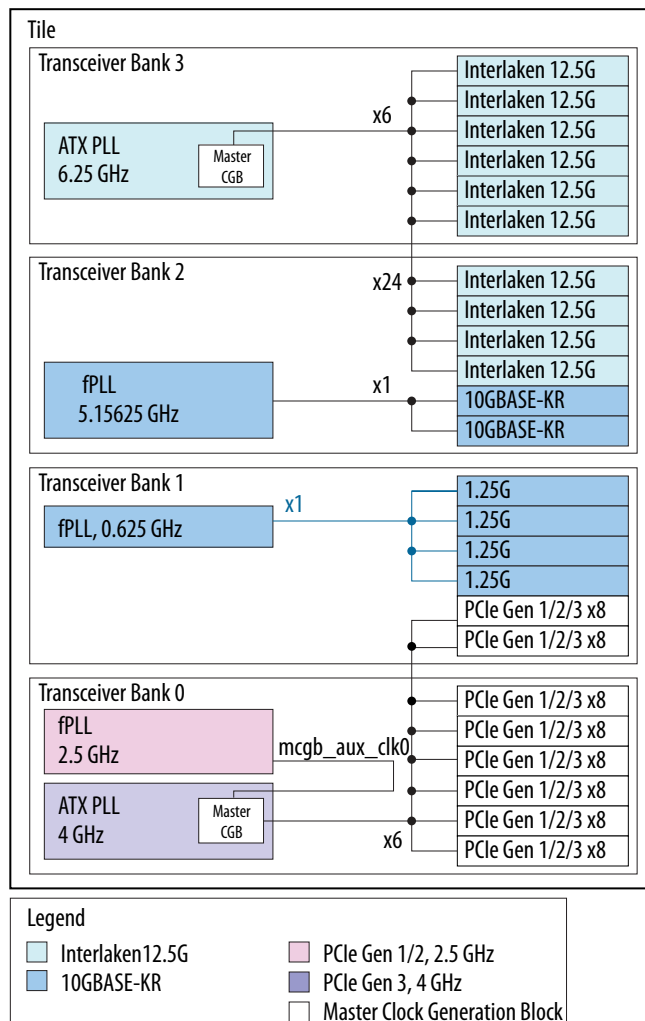 Tile
Transceiver Bank 3
ATX PLL
6.25 GHz
Master
CGB
x6
Interlaken 12.5G
Interlaken 12.5G
Interlaken 12.5G
Interlaken 12.5G
Interlaken 12.5G
Interlaken 12.5G
Transceiver Bank 2
x24
fPLL
5.15625 GHz
x1
Interlaken 12.5G
Interlaken 12.5G
Interlaken 12.5G
Interlaken 12.5G
10GBASE-KR
10GBASE-KR
Transceiver Bank 1
fPLL, 0.625 GHz
x1
1.25G
1.25G
1.25G
1.25G
PCIe Gen 1/2/3 x8
PCIe Gen 1/2/3 x8
Transceiver Bank 0
fPLL
2.5 GHz
mcgb_aux_clk0
ATX PLL
4 GHz
Master
CGB
x6
PCIe Gen 1/2/3 x8
PCIe Gen 1/2/3 x8
PCIe Gen 1/2/3 x8
PCIe Gen 1/2/3 x8
PCIe Gen 1/2/3 x8
PCIe Gen 1/2/3 x8
Legend
Interlaken12.5G
10GBASE-KR
PCIe Gen 1/2, 2.5 GHz
PCIe Gen 3, 4 GHz
Master Clock Generation Block